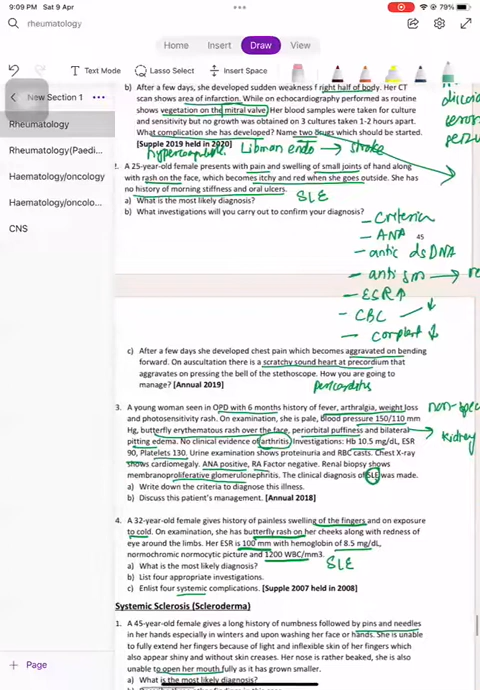 9:09 PM Sat 9 Apr
79%
rheumatology
Home Insert Draw View
Text Mode Lasso Select Insert Space
New Section 1
Rheumatology
Rheumatology(Paedi...
Haematology/oncology
Haematology/oncolo...
CNS
Page
b) After a few days, she developed sudden weakness f right half of body. Her CT
scan shows area of infarction. While on echocardiography performed as routine
shows vegetation on the mitral valve. Her blood samples were taken for culture
and sensitivity but no growth was obtained on 3 cultures taken 1-2 hours apart.
What complication she has developed? Name two drugs which should be started.
[Supple 2019 held in 2020] Libman endo → stroke
2. A 25-year-old female presents with pain and swelling of small joints of hand along
with rash on the face, which becomes itchy and red when she goes outside. She has
no history of morning stiffness and oral ulcers.
a) What is the most likely diagnosis? SLE
b) What investigations will you carry out to confirm your diagnosis?
- Criteria
- ANA
45
- antic dsDNA
- anti sm →
- ESR ↑
- CBC ↓
- ↓
c) After a few days she developed chest pain which becomes aggravated on bending
forward. On auscultation there is a scratchy sound heart at precordium that
aggravates on pressing the bell of the stethoscope. How you are going to
manage? [Annual 2019] pericarditis
3. A young woman seen in OPD with 6 months history of fever, arthralgia, weight loss
and photosensitivity rash. On examination, she is pale, blood pressure 150/110 mm
Hg, butterfly erythematous rash over the face, periorbital puffiness and bilateral
pitting edema. No clinical evidence of arthritis. Investigations: Hb 10.5 mg/dL, ESR
90, Platelets 130. Urine examination shows proteinuria and RBC casts. Chest X-ray
shows cardiomegaly. ANA positive, RA Factor negative. Renal biopsy shows
membranoproliferative glomerulonephritis. The clinical diagnosis of SLE was made.
a) Write down the criteria to diagnose this illness.
b) Discuss this patient's management. [Annual 2018]
→ kidney
4. A 32-year-old female gives history of painless swelling of the fingers and on exposure
to cold. On examination, she has butterfly rash on her cheeks along with redness of
eye around the limbs. Her ESR is 100 mm with hemoglobin of 8.5 mg/dL,
normochromic normocytic picture and 1200 WBC/mm3.
a) What is the most likely diagnosis? SLE
b) List four appropriate investigations.
c) Enlist four systemic complications. [Supple 2007 held in 2008]
Systemic Sclerosis (Scleroderma)
1. A 45-year-old female gives a long history of numbness followed by pins and needles
in her hands especially in winters and upon washing her face or hands. She is unable
to fully extend her fingers because of light and inflexible skin of her fingers which
also appear shiny and without skin creases. Her nose is rather beaked, she is also
unable to open her mouth fully as it has grown smaller.
a) What is the most likely diagnosis?